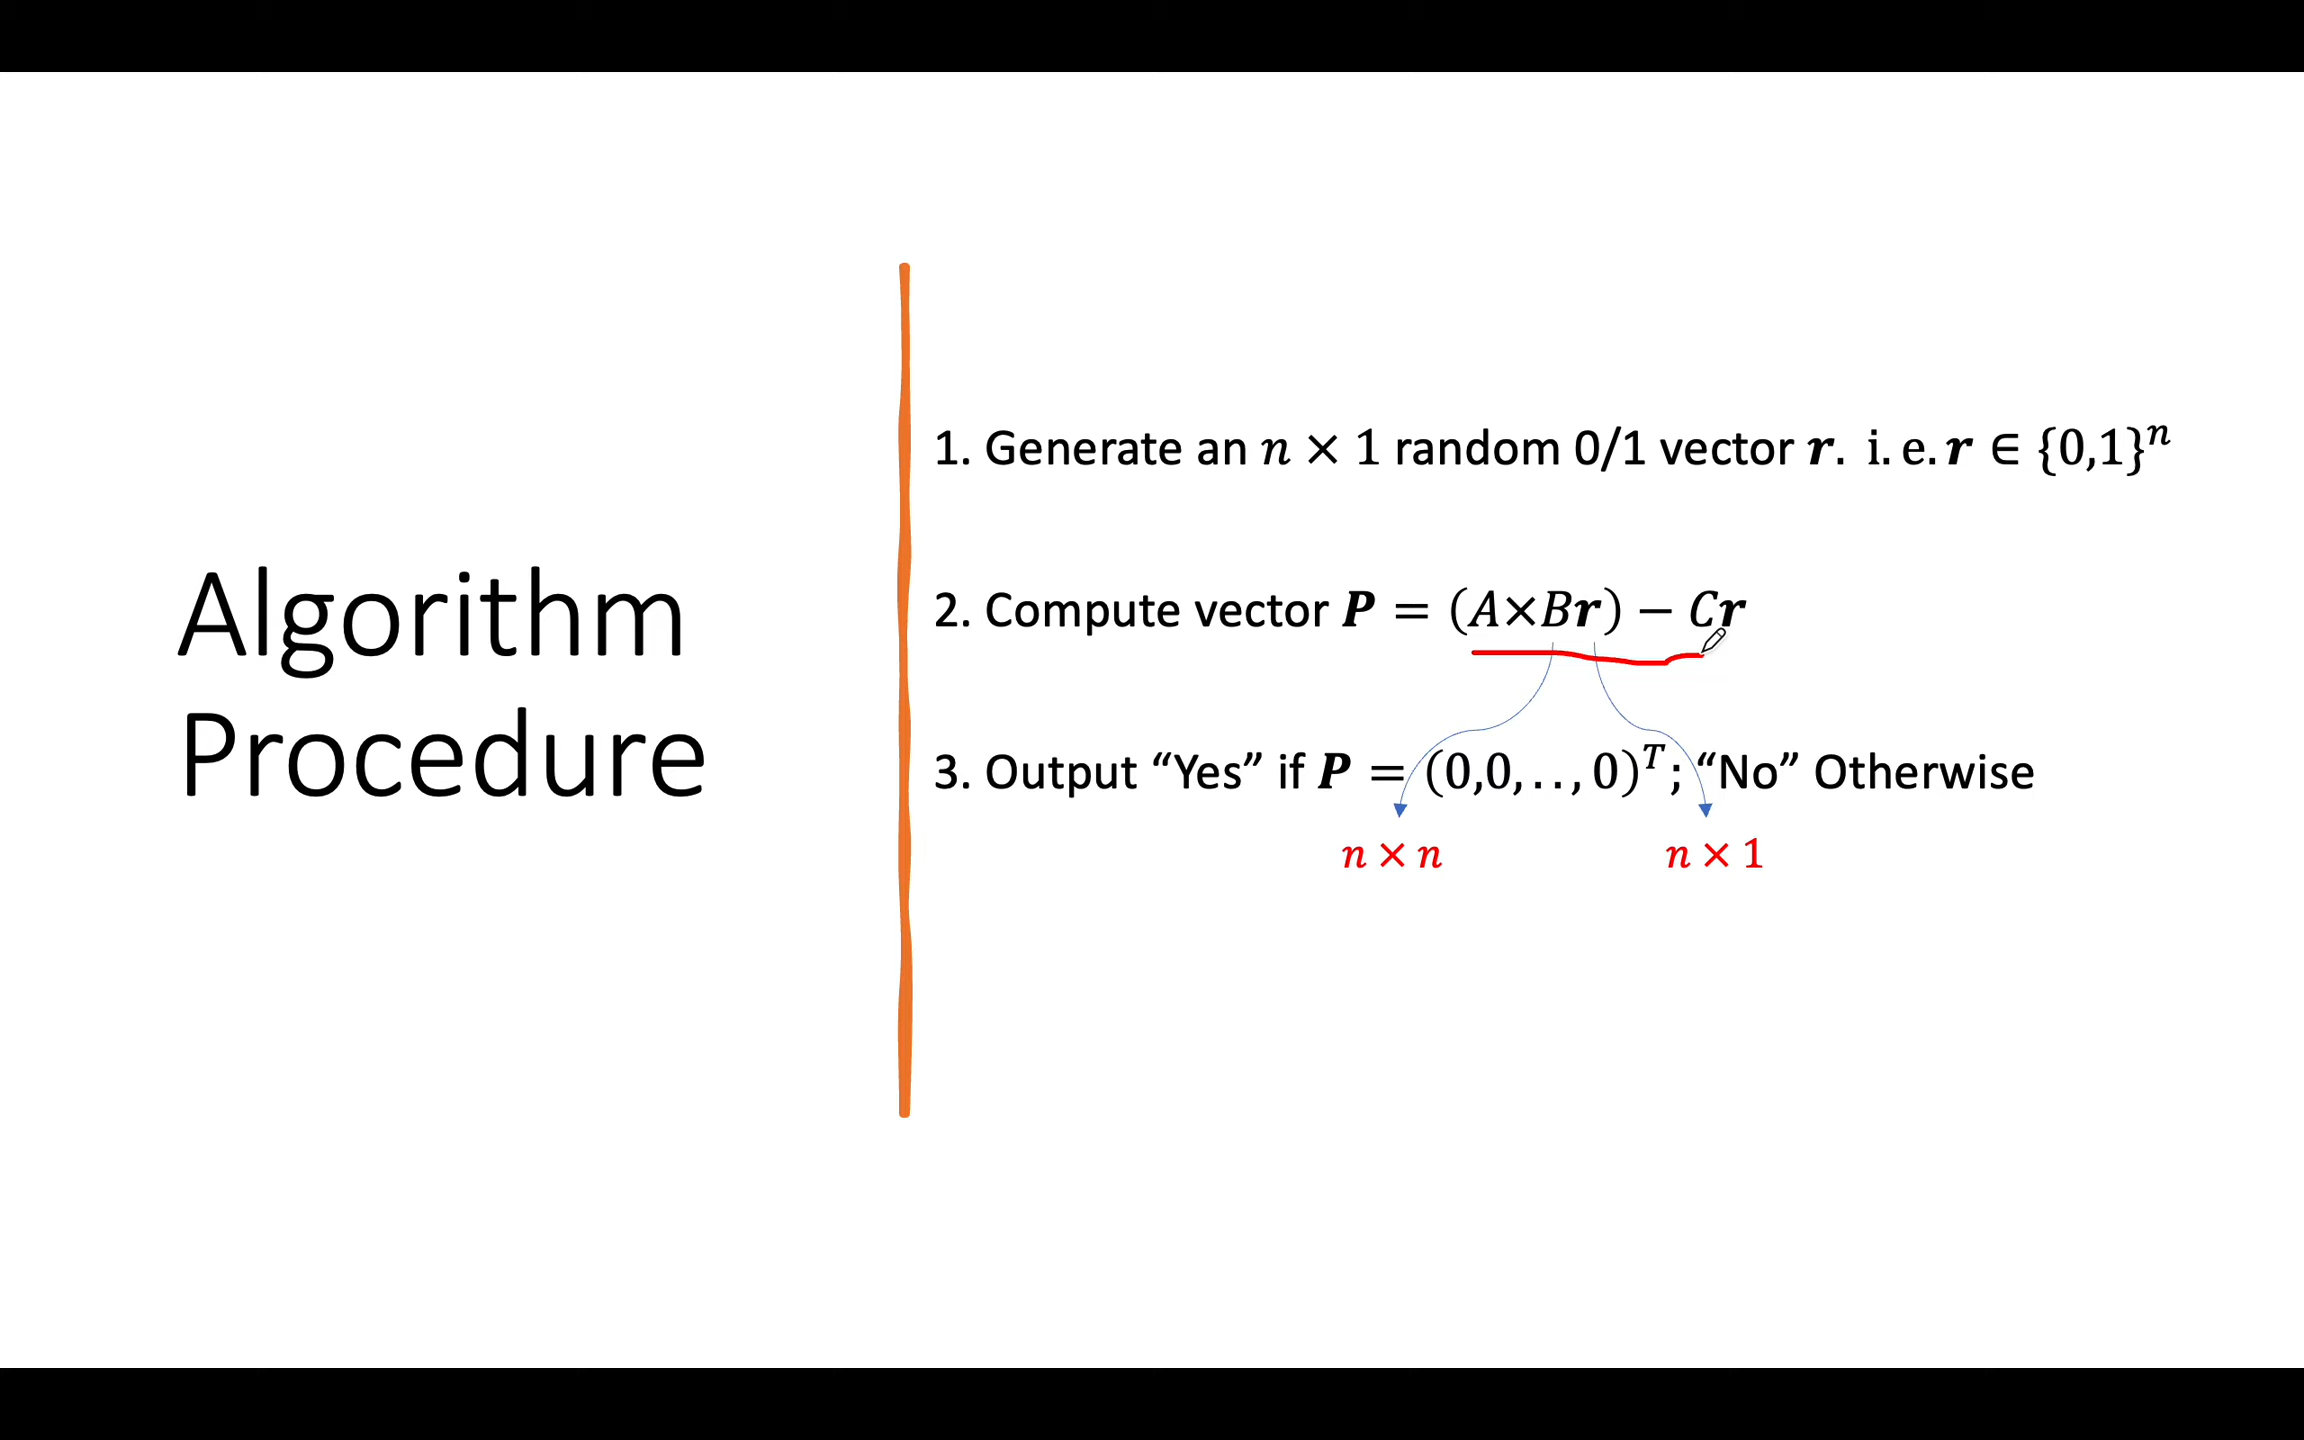 Algorithm
Procedure
1. Generate an n × 1 random 0/1 vector r. i.e. r ∈ {0,1}ⁿ
2. Compute vector P = (A×Br) − Cr
3. Output “Yes” if P = (0,0,..,0)ᵀ; “No” Otherwise
n × n
n × 1